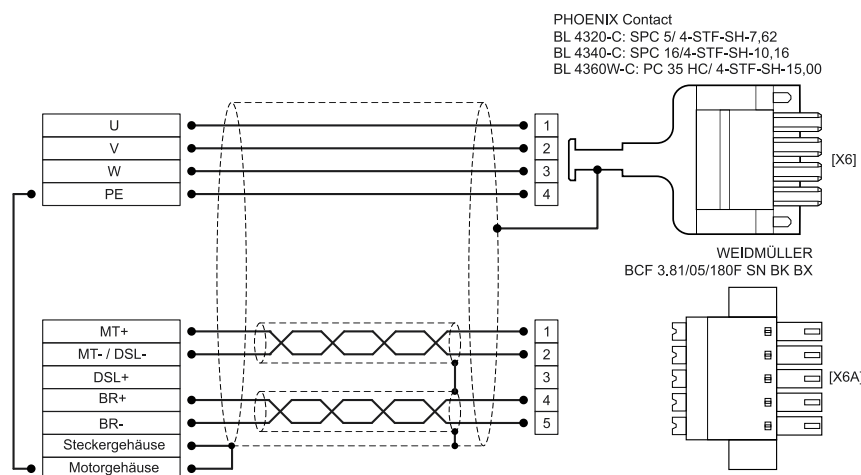 PHOENIX Contact
BL 4320-C: SPC 5/ 4-STF-SH-7,62
BL 4340-C: SPC 16/4-STF-SH-10,16
BL 4360W-C: PC 35 HC/ 4-STF-SH-15,00
U
1
V
2
W
3
PE
4
[X6]
WEIDMÜLLER
BCF 3.81/05/180F SN BK BX
MT+
1
MT- / DSL-
2
DSL+
3
BR+
4
BR-
5
Steckergehäuse
Motorgehäuse
[X6A]